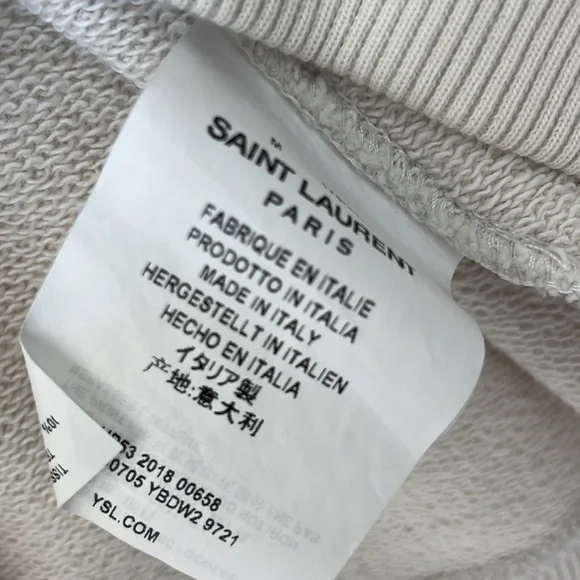 M
SAINT LAURENT
PARIS
FABRIQUE EN ITALIE
PRODOTTO IN ITALIA
MADE IN ITALY
HERGESTELLT IN ITALIEN
HECHO EN ITALIA
イタリア製
产地:意大利
2018 00658
0705 YBDW2 9721
YSL.COM
10%